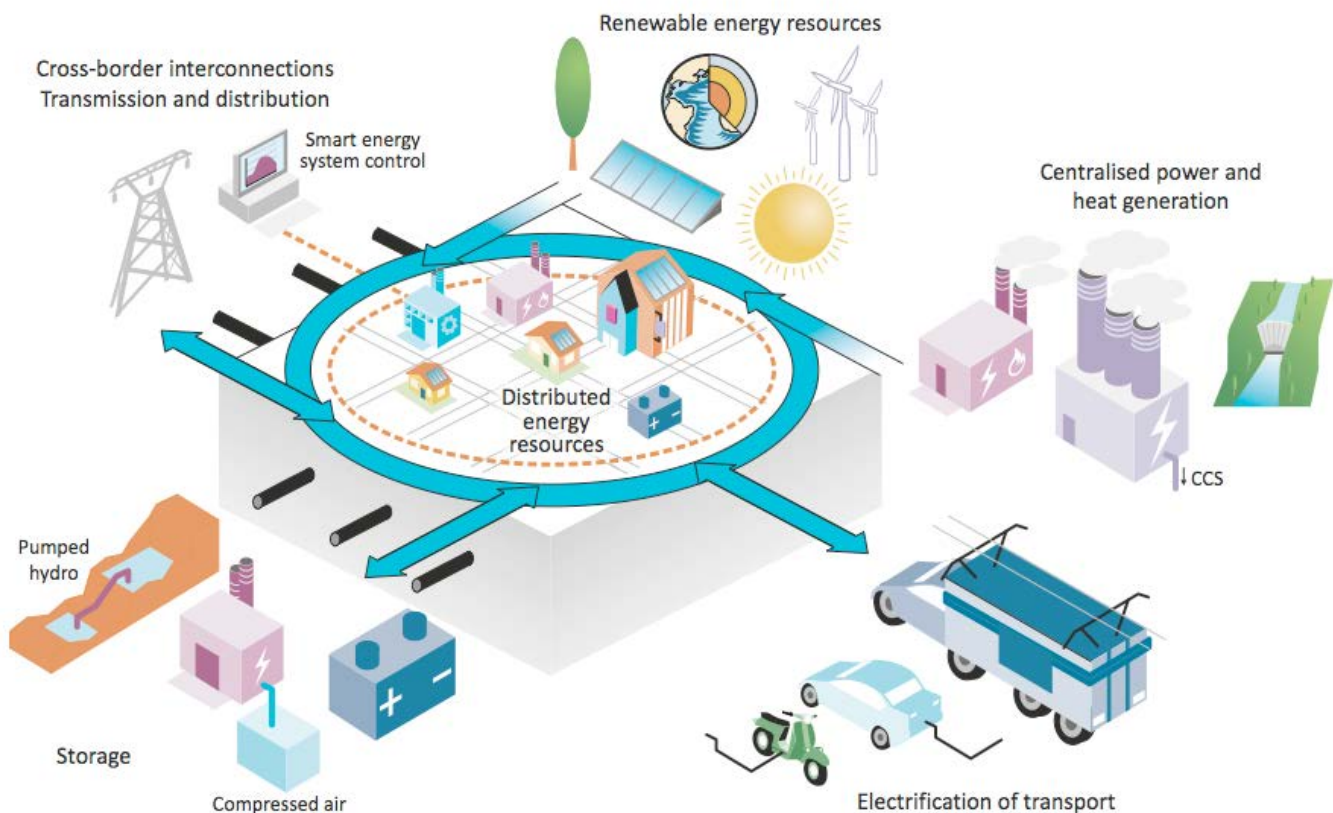 Renewable energy resources
Cross-border interconnections
Transmission and distribution
Smart energy
system control
Centralised power and
heat generation
Distributed
energy
resources
+ −
CCS
Pumped
hydro
+ −
Storage
Compressed air
Electrification of transport